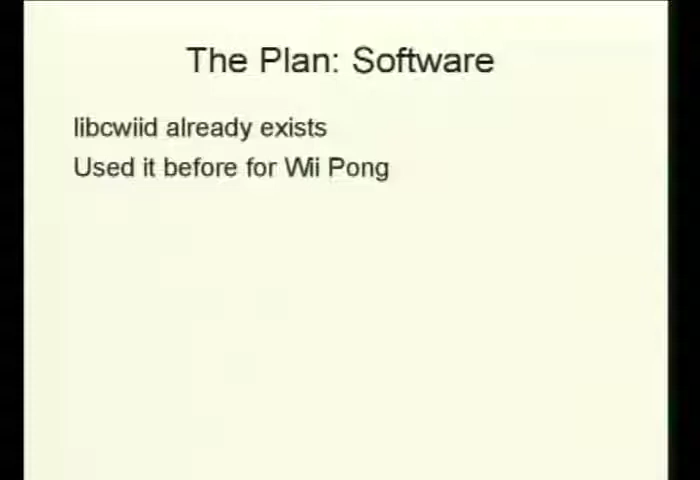 The Plan: Software
libcwiid already exists
Used it before for Wii Pong